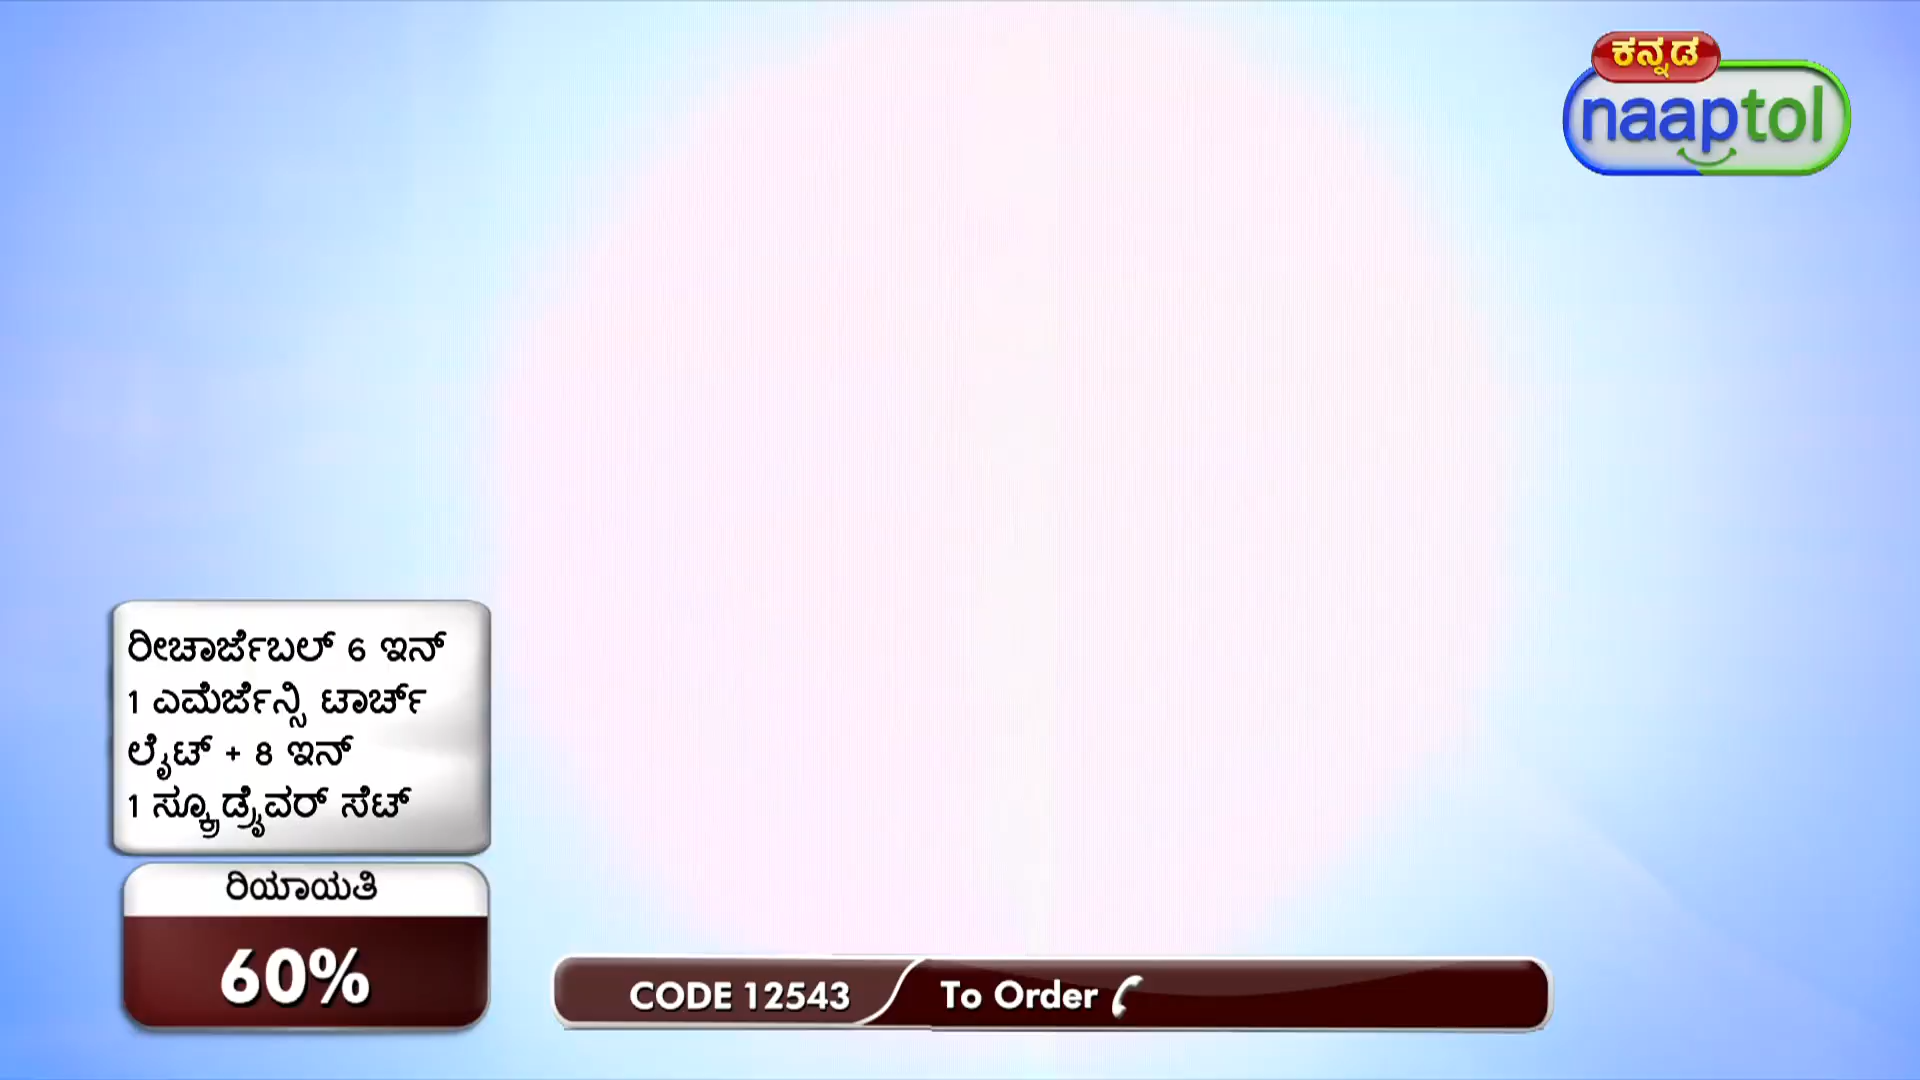 ಕನ್ನಡ
naaptol
ರೀಚಾರ್ಜೆಬಲ್ 6 ಇನ್
1 ಎಮೆರ್ಜೆನ್ಸಿ ಟಾರ್ಚ್
ಲೈಟ್ + 8 ಇನ್
1 ಸ್ಕ್ರೂಡ್ರೈವರ್ ಸೆಟ್
ರಿಯಾಯತಿ
60%
CODE 12543 To Order